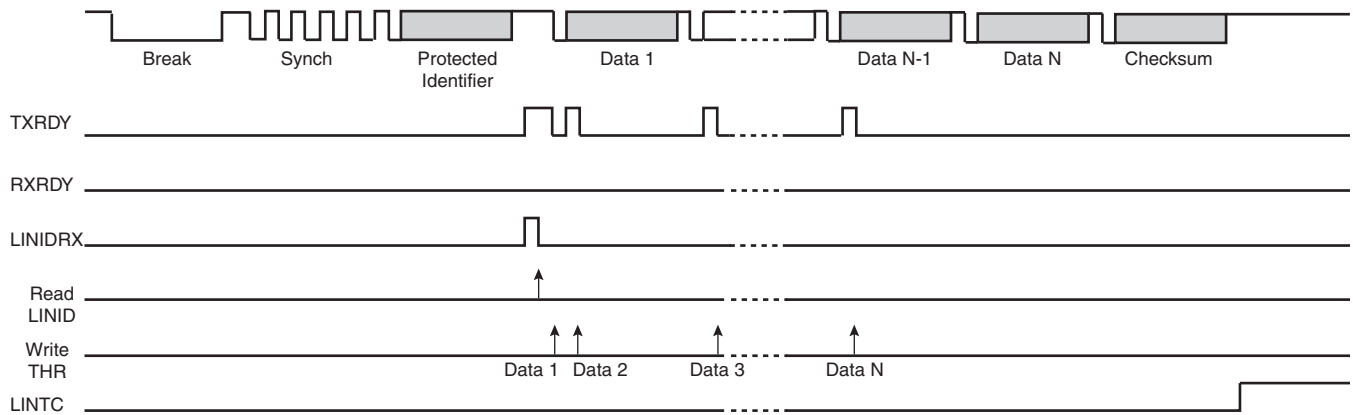 Break Synch Protected Data 1 Data N-1 Data N Checksum
Identifier
TXRDY
RXRDY
LINIDRX
Read
LINID
Write
THR
Data 1 Data 2 Data 3 Data N
LINTC